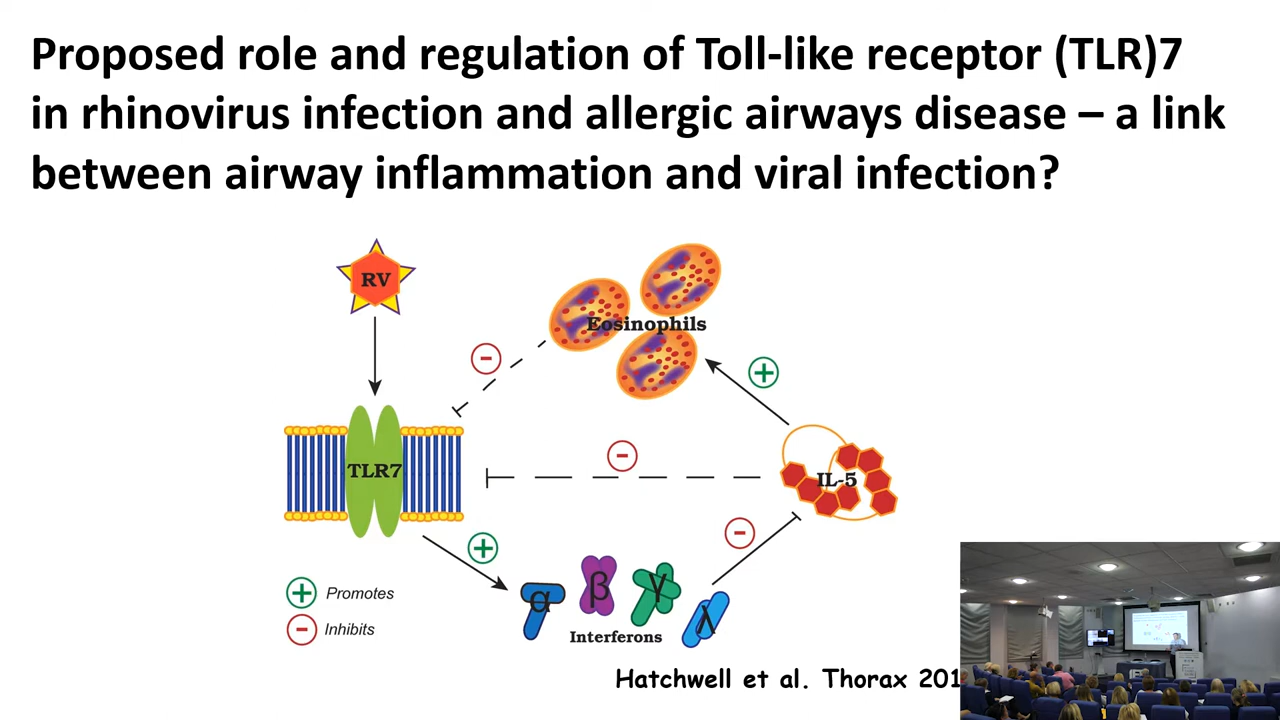 Proposed role and regulation of Toll-like receptor (TLR)7
in rhinovirus infection and allergic airways disease – a link
between airway inflammation and viral infection?
RV
Eosinophils
TLR7
IL-5
α
β
γ
λ
Interferons
+ Promotes
− Inhibits
Hatchwell et al. Thorax 201